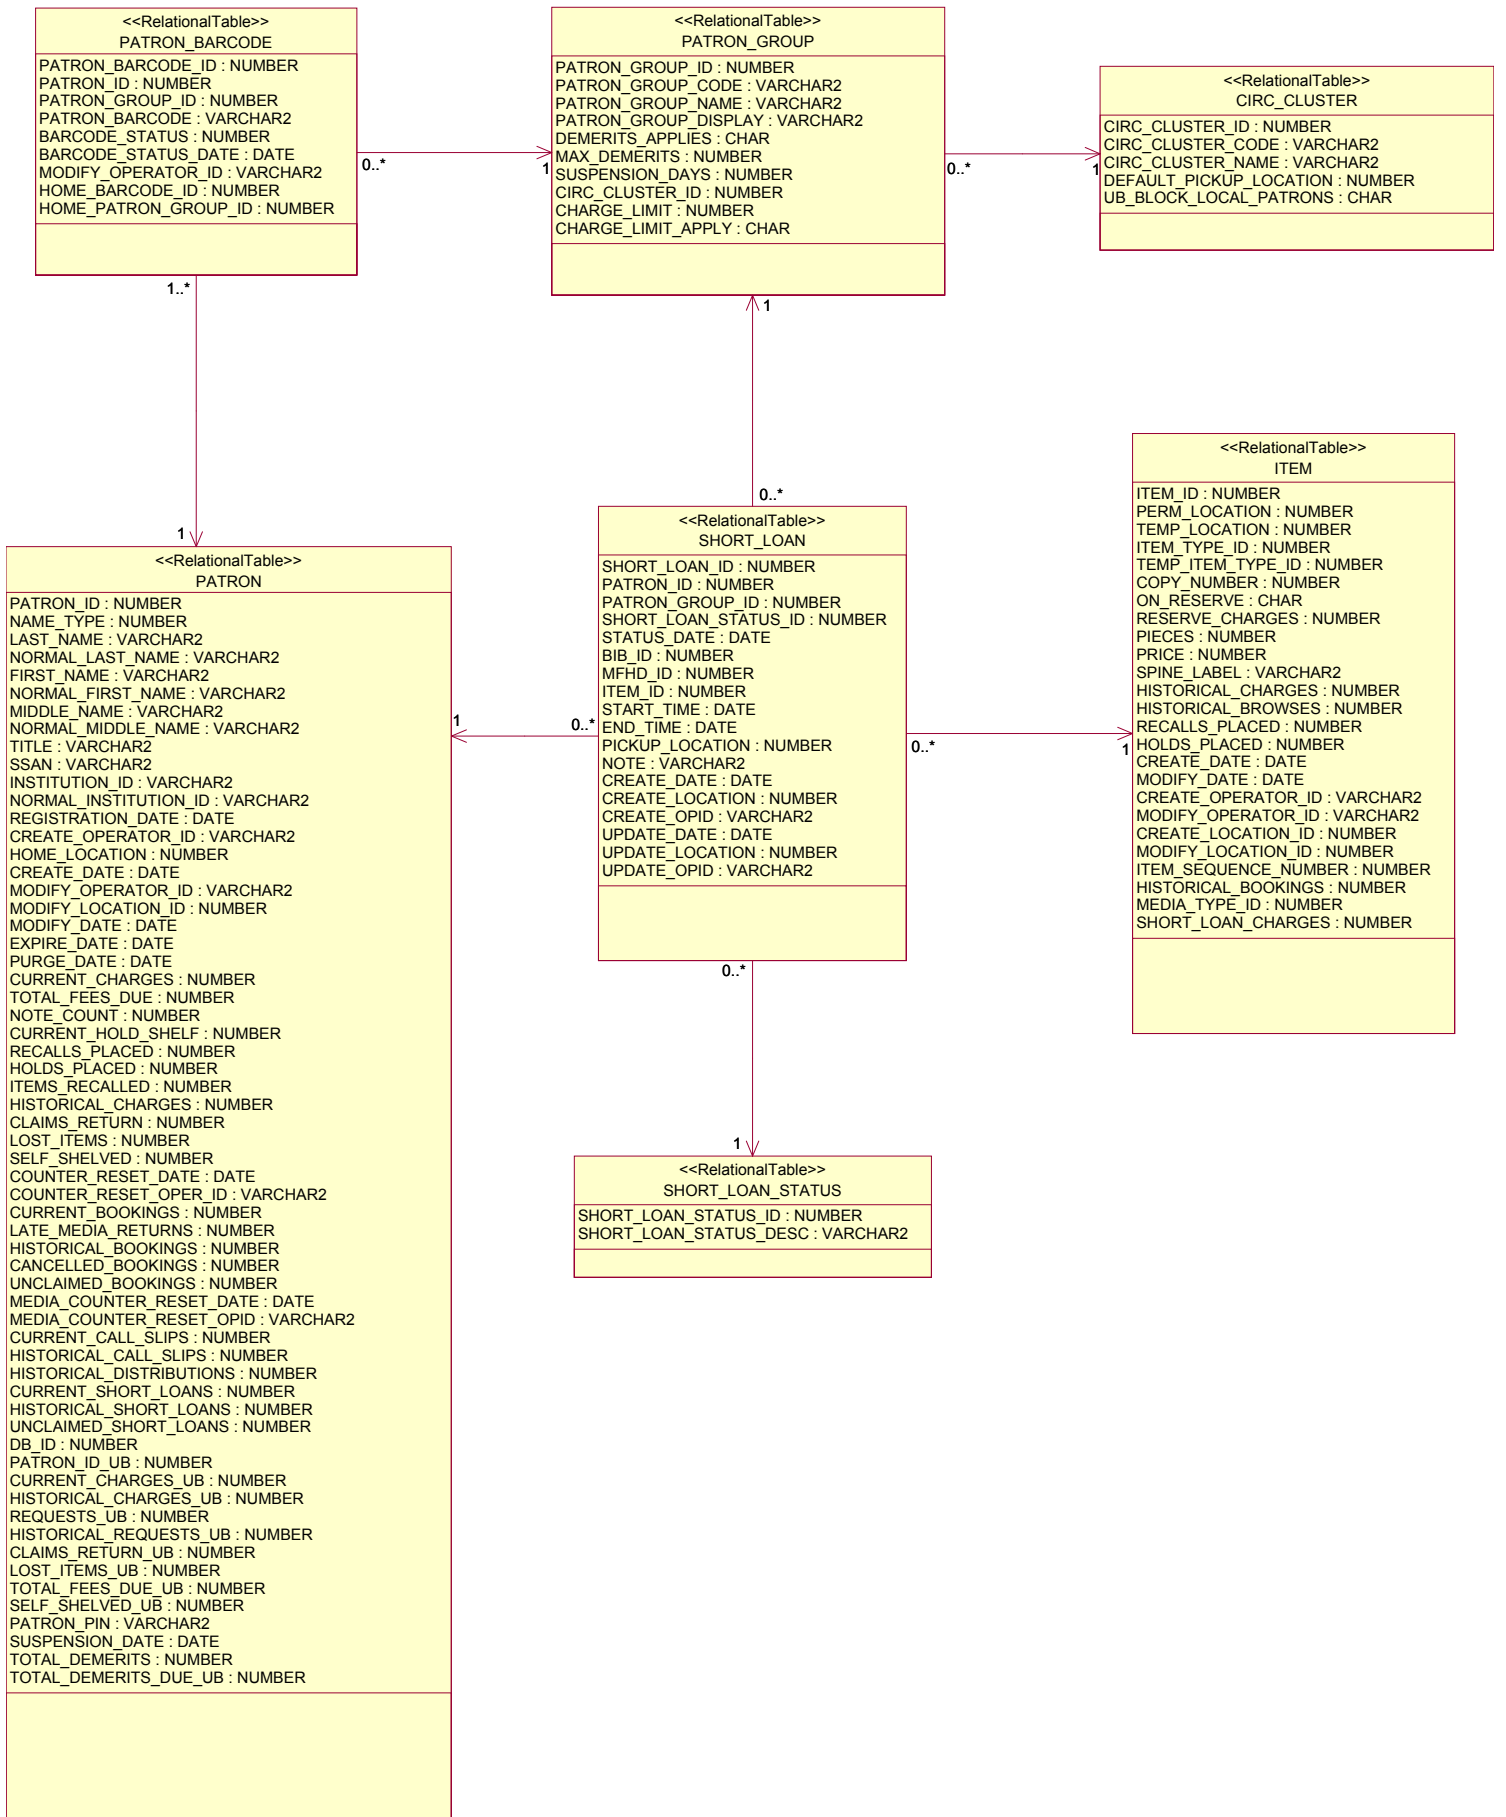 <<RelationalTable>>
PATRON_BARCODE
PATRON_BARCODE_ID : NUMBER
PATRON_ID : NUMBER
PATRON_GROUP_ID : NUMBER
PATRON_BARCODE : VARCHAR2
BARCODE_STATUS : NUMBER
BARCODE_STATUS_DATE : DATE
MODIFY_OPERATOR_ID : VARCHAR2
HOME_BARCODE_ID : NUMBER
HOME_PATRON_GROUP_ID : NUMBER
0..*
1
1..*
1
<<RelationalTable>>
PATRON_GROUP
PATRON_GROUP_ID : NUMBER
PATRON_GROUP_CODE : VARCHAR2
PATRON_GROUP_NAME : VARCHAR2
PATRON_GROUP_DISPLAY : VARCHAR2
DEMERITS_APPLIES : CHAR
MAX_DEMERITS : NUMBER
SUSPENSION_DAYS : NUMBER
CIRC_CLUSTER_ID : NUMBER
CHARGE_LIMIT : NUMBER
CHARGE_LIMIT_APPLY : CHAR
0..*
1
1
0..*
<<RelationalTable>>
CIRC_CLUSTER
CIRC_CLUSTER_ID : NUMBER
CIRC_CLUSTER_CODE : VARCHAR2
CIRC_CLUSTER_NAME : VARCHAR2
DEFAULT_PICKUP_LOCATION : NUMBER
UB_BLOCK_LOCAL_PATRONS : CHAR
<<RelationalTable>>
PATRON
PATRON_ID : NUMBER
NAME_TYPE : NUMBER
LAST_NAME : VARCHAR2
NORMAL_LAST_NAME : VARCHAR2
FIRST_NAME : VARCHAR2
NORMAL_FIRST_NAME : VARCHAR2
MIDDLE_NAME : VARCHAR2
NORMAL_MIDDLE_NAME : VARCHAR2
TITLE : VARCHAR2
SSAN : VARCHAR2
INSTITUTION_ID : VARCHAR2
NORMAL_INSTITUTION_ID : VARCHAR2
REGISTRATION_DATE : DATE
CREATE_OPERATOR_ID : VARCHAR2
HOME_LOCATION : NUMBER
CREATE_DATE : DATE
MODIFY_OPERATOR_ID : VARCHAR2
MODIFY_LOCATION_ID : NUMBER
MODIFY_DATE : DATE
EXPIRE_DATE : DATE
PURGE_DATE : DATE
CURRENT_CHARGES : NUMBER
TOTAL_FEES_DUE : NUMBER
NOTE_COUNT : NUMBER
CURRENT_HOLD_SHELF : NUMBER
RECALLS_PLACED : NUMBER
HOLDS_PLACED : NUMBER
ITEMS_RECALLED : NUMBER
HISTORICAL_CHARGES : NUMBER
CLAIMS_RETURN : NUMBER
LOST_ITEMS : NUMBER
SELF_SHELVED : NUMBER
COUNTER_RESET_DATE : DATE
COUNTER_RESET_OPER_ID : VARCHAR2
CURRENT_BOOKINGS : NUMBER
LATE_MEDIA_RETURNS : NUMBER
HISTORICAL_BOOKINGS : NUMBER
CANCELLED_BOOKINGS : NUMBER
UNCLAIMED_BOOKINGS : NUMBER
MEDIA_COUNTER_RESET_DATE : DATE
MEDIA_COUNTER_RESET_OPID : VARCHAR2
CURRENT_CALL_SLIPS : NUMBER
HISTORICAL_CALL_SLIPS : NUMBER
HISTORICAL_DISTRIBUTIONS : NUMBER
CURRENT_SHORT_LOANS : NUMBER
HISTORICAL_SHORT_LOANS : NUMBER
UNCLAIMED_SHORT_LOANS : NUMBER
DB_ID : NUMBER
PATRON_ID_UB : NUMBER
CURRENT_CHARGES_UB : NUMBER
HISTORICAL_CHARGES_UB : NUMBER
REQUESTS_UB : NUMBER
HISTORICAL_REQUESTS_UB : NUMBER
CLAIMS_RETURN_UB : NUMBER
LOST_ITEMS_UB : NUMBER
TOTAL_FEES_DUE_UB : NUMBER
SELF_SHELVED_UB : NUMBER
PATRON_PIN : VARCHAR2
SUSPENSION_DATE : DATE
TOTAL_DEMERITS : NUMBER
TOTAL_DEMERITS_DUE_UB : NUMBER
1
0..*
<<RelationalTable>>
SHORT_LOAN
SHORT_LOAN_ID : NUMBER
PATRON_ID : NUMBER
PATRON_GROUP_ID : NUMBER
SHORT_LOAN_STATUS_ID : NUMBER
STATUS_DATE : DATE
BIB_ID : NUMBER
MFHD_ID : NUMBER
ITEM_ID : NUMBER
START_TIME : DATE
END_TIME : DATE
PICKUP_LOCATION : NUMBER
NOTE : VARCHAR2
CREATE_DATE : DATE
CREATE_LOCATION : NUMBER
CREATE_OPID : VARCHAR2
UPDATE_DATE : DATE
UPDATE_LOCATION : NUMBER
UPDATE_OPID : VARCHAR2
0..*
1
0..*
1
<<RelationalTable>>
ITEM
ITEM_ID : NUMBER
PERM_LOCATION : NUMBER
TEMP_LOCATION : NUMBER
ITEM_TYPE_ID : NUMBER
TEMP_ITEM_TYPE_ID : NUMBER
COPY_NUMBER : NUMBER
ON_RESERVE : CHAR
RESERVE_CHARGES : NUMBER
PIECES : NUMBER
PRICE : NUMBER
SPINE_LABEL : VARCHAR2
HISTORICAL_CHARGES : NUMBER
HISTORICAL_BROWSES : NUMBER
RECALLS_PLACED : NUMBER
HOLDS_PLACED : NUMBER
CREATE_DATE : DATE
MODIFY_DATE : DATE
CREATE_OPERATOR_ID : VARCHAR2
MODIFY_OPERATOR_ID : VARCHAR2
CREATE_LOCATION_ID : NUMBER
MODIFY_LOCATION_ID : NUMBER
ITEM_SEQUENCE_NUMBER : NUMBER
HISTORICAL_BOOKINGS : NUMBER
MEDIA_TYPE_ID : NUMBER
SHORT_LOAN_CHARGES : NUMBER
<<RelationalTable>>
SHORT_LOAN_STATUS
SHORT_LOAN_STATUS_ID : NUMBER
SHORT_LOAN_STATUS_DESC : VARCHAR2